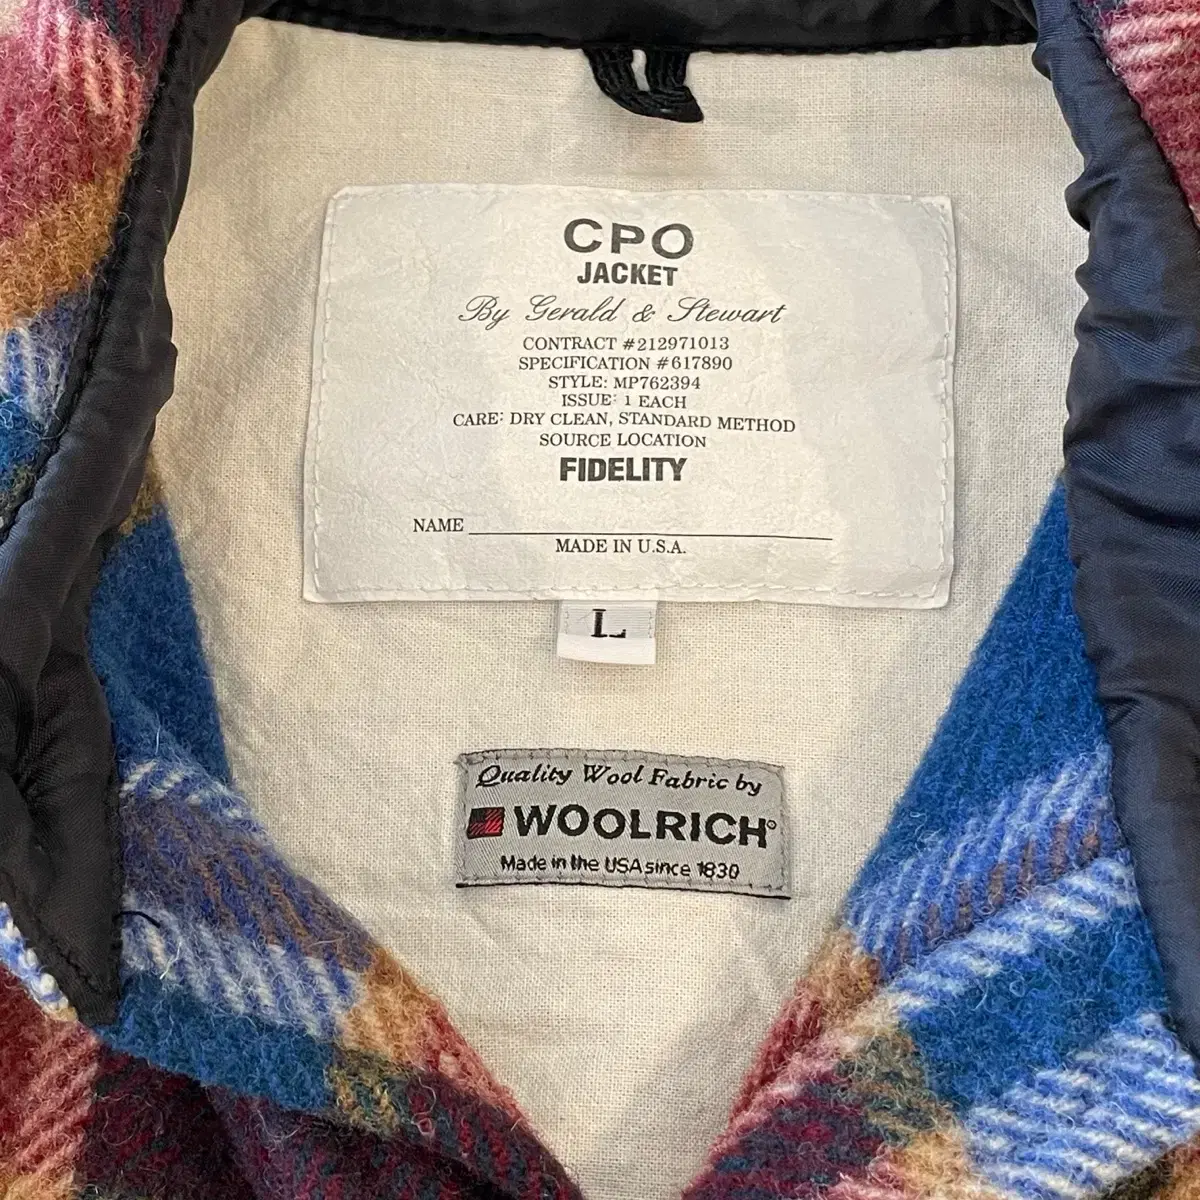 CPO
JACKET
By Gerald & Stewart
CONTRACT #212971013
SPECIFICATION #617890
STYLE: MP762394
ISSUE: 1 EACH
CARE: DRY CLEAN, STANDARD METHOD
SOURCE LOCATION
FIDELITY
NAME
MADE IN U.S.A.
L
Quality Wool Fabric by
WOOLRICH®
Made in the USA since 1830